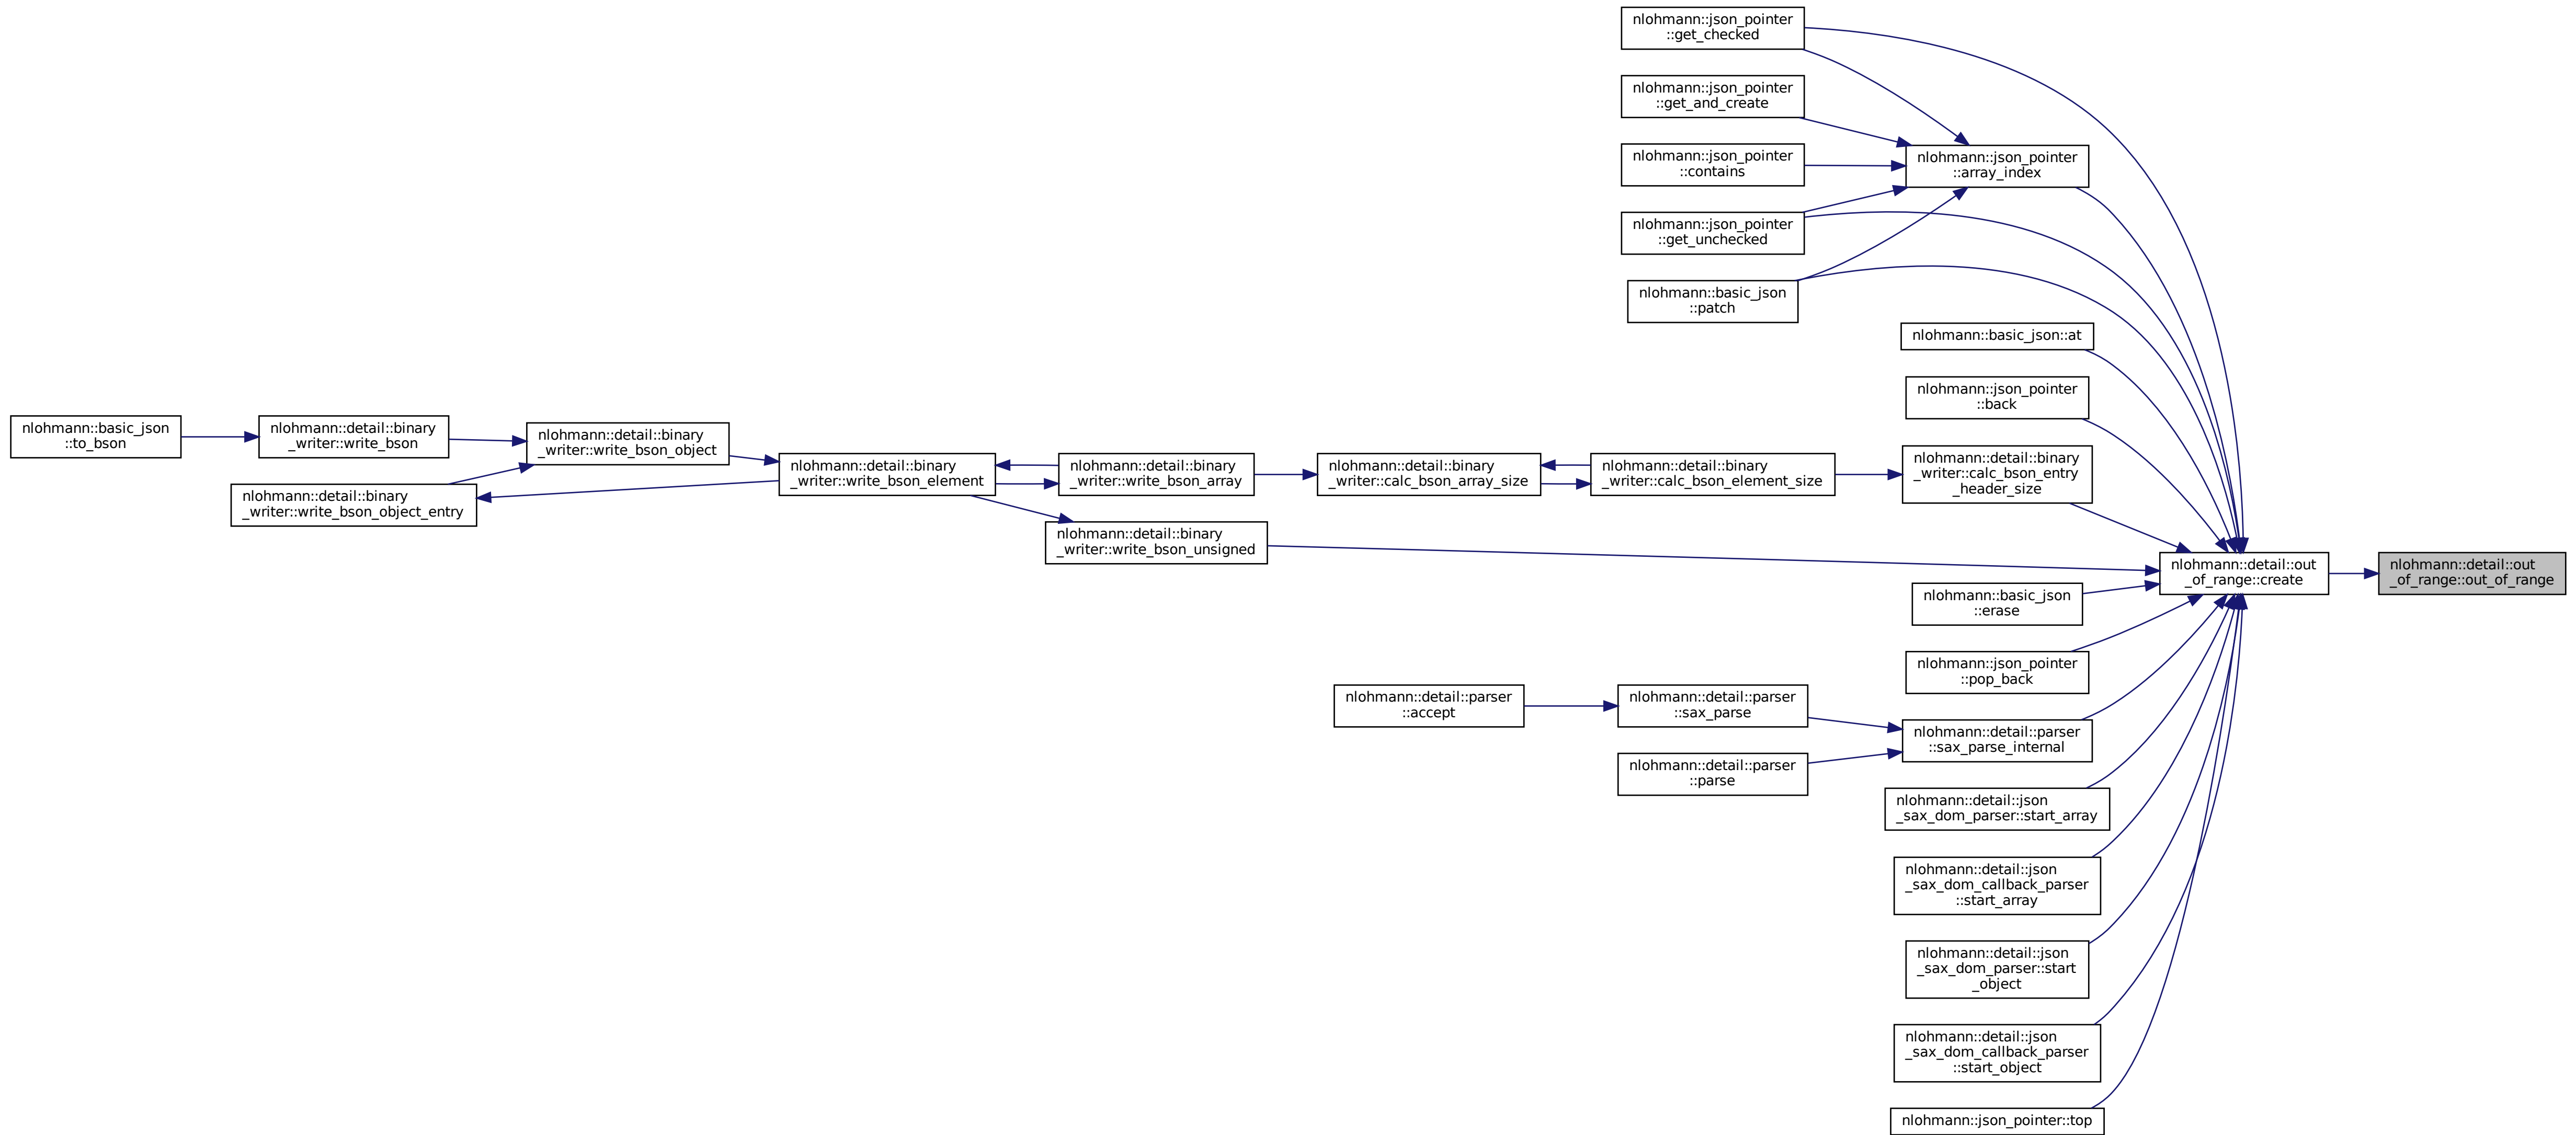 nlohmann::json_pointer
::get_checked
nlohmann::json_pointer
::get_and_create
nlohmann::json_pointer
::contains
nlohmann::json_pointer
::array_index
nlohmann::json_pointer
::get_unchecked
nlohmann::basic_json
::patch
nlohmann::basic_json::at
nlohmann::json_pointer
::back
nlohmann::basic_json
::to_bson
nlohmann::detail::binary
_writer::write_bson
nlohmann::detail::binary
_writer::write_bson_object
nlohmann::detail::binary
_writer::write_bson_object_entry
nlohmann::detail::binary
_writer::write_bson_element
nlohmann::detail::binary
_writer::write_bson_array
nlohmann::detail::binary
_writer::calc_bson_array_size
nlohmann::detail::binary
_writer::calc_bson_element_size
nlohmann::detail::binary
_writer::calc_bson_entry
_header_size
nlohmann::detail::binary
_writer::write_bson_unsigned
nlohmann::detail::out
_of_range::create
nlohmann::detail::out
_of_range::out_of_range
nlohmann::basic_json
::erase
nlohmann::json_pointer
::pop_back
nlohmann::detail::parser
::accept
nlohmann::detail::parser
::sax_parse
nlohmann::detail::parser
::sax_parse_internal
nlohmann::detail::parser
::parse
nlohmann::detail::json
_sax_dom_parser::start_array
nlohmann::detail::json
_sax_dom_callback_parser
::start_array
nlohmann::detail::json
_sax_dom_parser::start
_object
nlohmann::detail::json
_sax_dom_callback_parser
::start_object
nlohmann::json_pointer::top